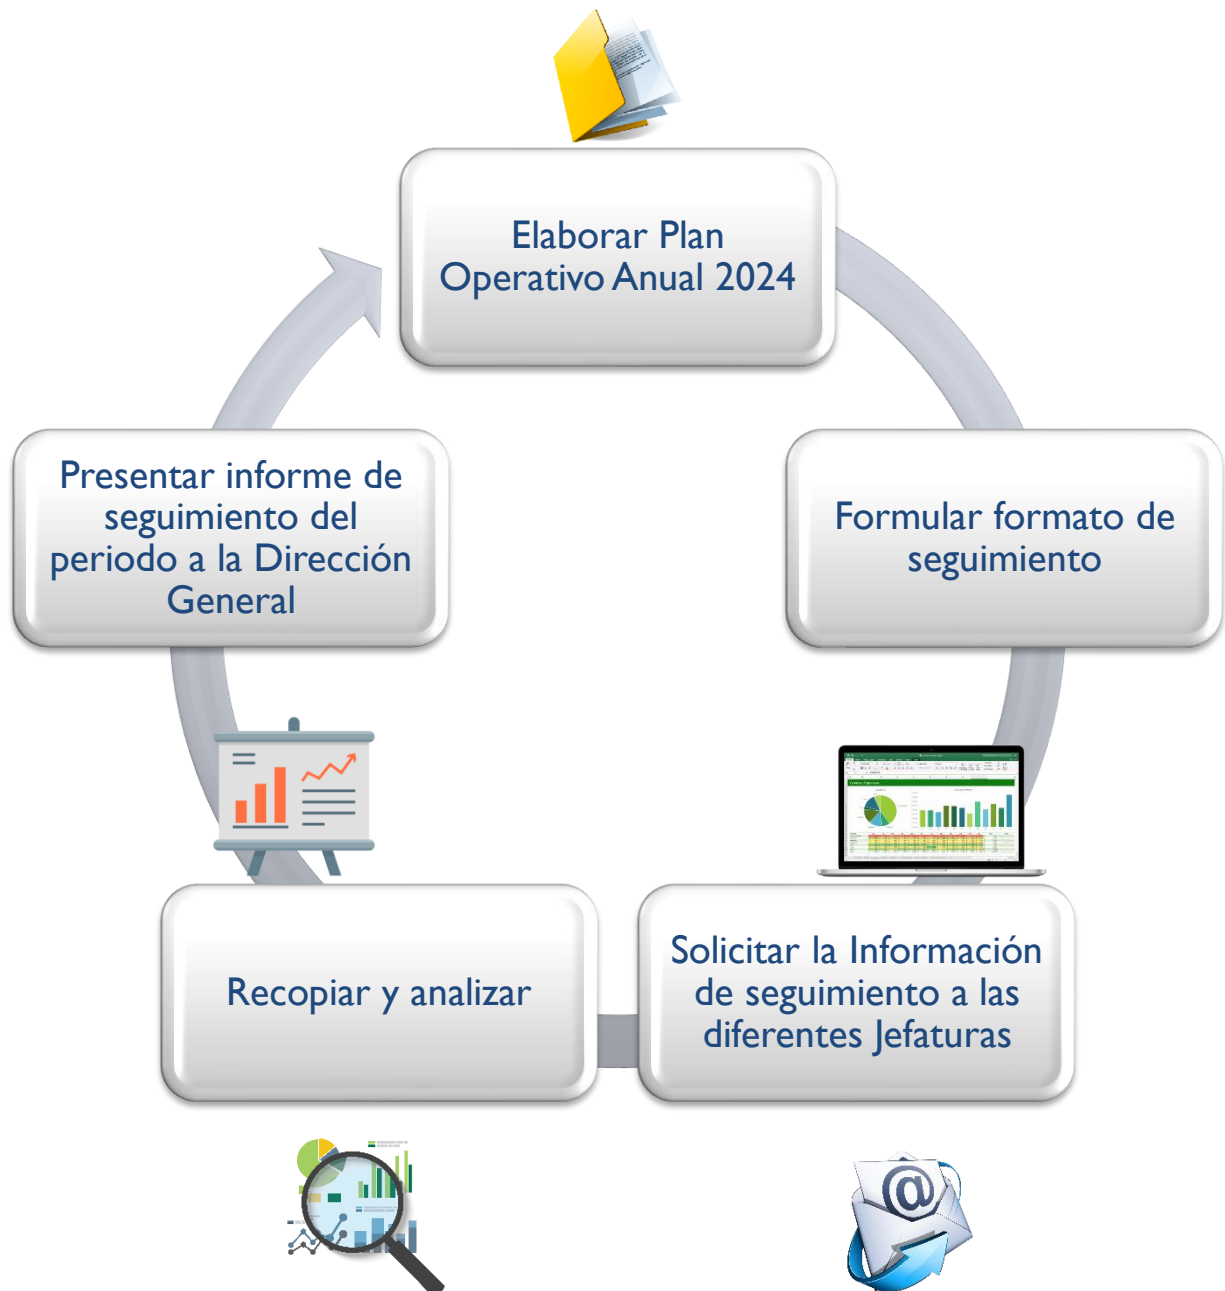 Elaborar Plan
Operativo Anual 2024
Formular formato de
seguimiento
Solicitar la Información
de seguimiento a las
diferentes Jefaturas
Recopiar y analizar
Presentar informe de
seguimiento del
periodo a la Dirección
General
@